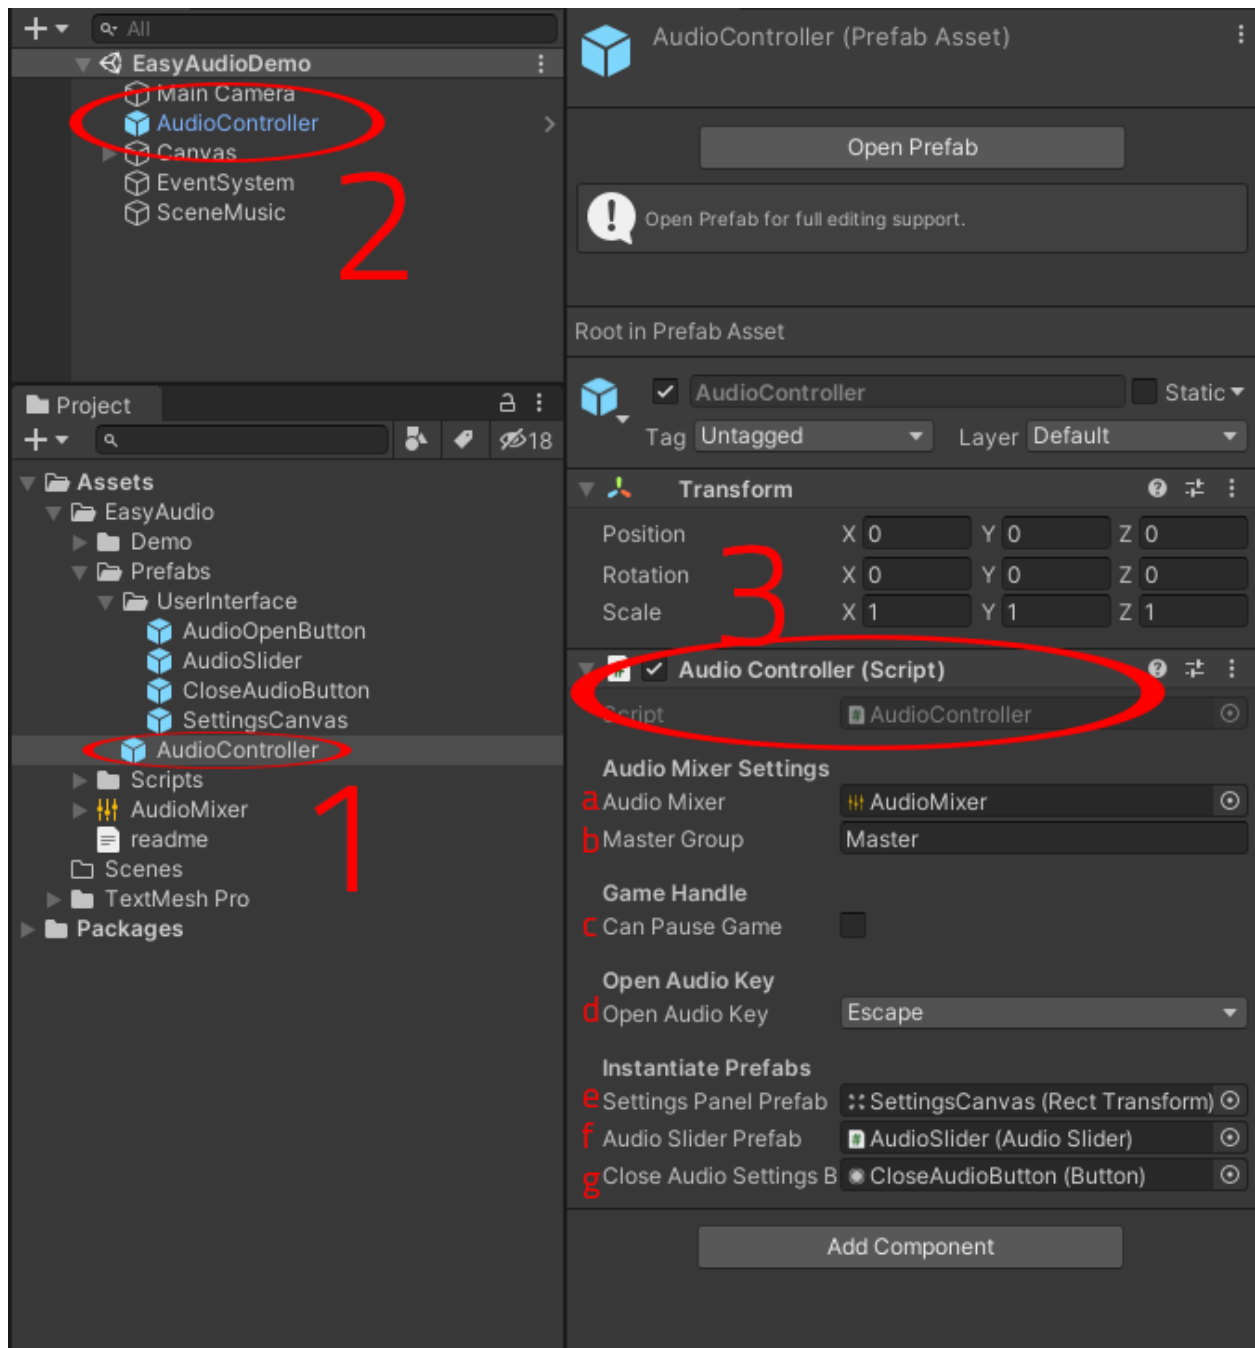 All
EasyAudioDemo
Main Camera
AudioController
Canvas
EventSystem
SceneMusic
2
Project
18
Assets
EasyAudio
Demo
Prefabs
UserInterface
AudioOpenButton
AudioSlider
CloseAudioButton
SettingsCanvas
AudioController
Scripts
AudioMixer
readme
Scenes
TextMesh Pro
Packages
1
AudioController (Prefab Asset)
Open Prefab
Open Prefab for full editing support.
Root in Prefab Asset
AudioController Static
Tag Untagged Layer Default
Transform
Position X 0 Y 0 Z 0
Rotation X 0 Y 0 Z 0
Scale X 1 Y 1 Z 1
3
Audio Controller (Script)
Script AudioController
Audio Mixer Settings
a Audio Mixer AudioMixer
b Master Group Master
Game Handle
c Can Pause Game
Open Audio Key
d Open Audio Key Escape
Instantiate Prefabs
e Settings Panel Prefab SettingsCanvas (Rect Transform)
f Audio Slider Prefab AudioSlider (Audio Slider)
g Close Audio Settings B CloseAudioButton (Button)
Add Component